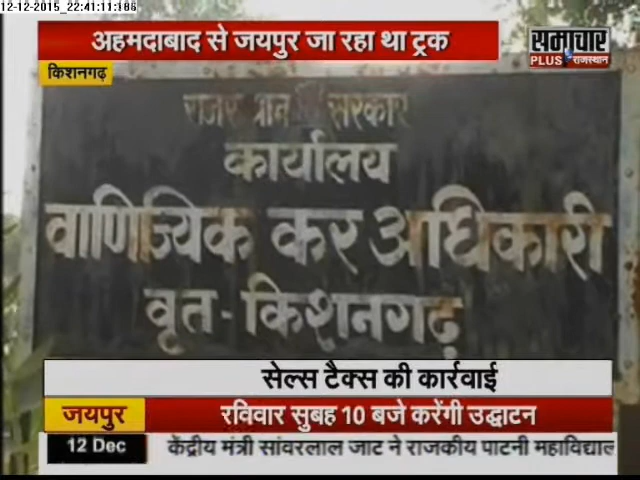 12-12-2015_22:41:11:186
अहमदाबाद से जयपुर जा रहा था ट्रक
समाचार
PLUS राजस्थान
किशनगढ़
सरकार
कार्यालय
वाणिज्यिक कर अधिकारी
वृत - किशनगढ़
सेल्स टैक्स की कार्रवाई
जयपुर रविवार सुबह 10 बजे करेंगी उद्घाटन
12 Dec केंद्रीय मंत्री सांवरलाल जाट ने राजकीय पाटनी महाविद्याल